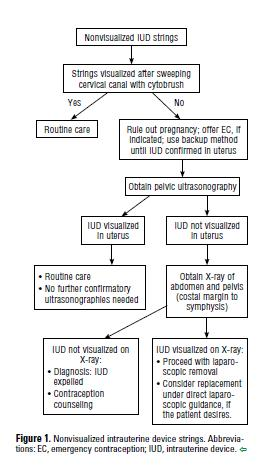 Nonvisualized IUD strings
Strings visualized after sweeping
cervical canal with cytobrush
Yes
No
Routine care
Rule out pregnancy; offer EC, if
indicated; use backup method
until IUD confirmed in uterus
Obtain pelvic ultrasonography
IUD visualized
in uterus
IUD not visualized
in uterus
• Routine care
• No further confirmatory
ultrasonographies needed
Obtain X-ray of
abdomen and pelvis
(costal margin to
symphysis)
IUD not visualized on
X-ray:
• Diagnosis: IUD
expelled
• Contraception
counseling
IUD visualized on X-ray:
• Proceed with laparo-
scopic removal
• Consider replacement
under direct laparo-
scopic guidance, if
the patient desires.
Figure 1. Nonvisualized intrauterine device strings. Abbrevia-
tions: EC, emergency contraception; IUD, intrauterine device. ⇦